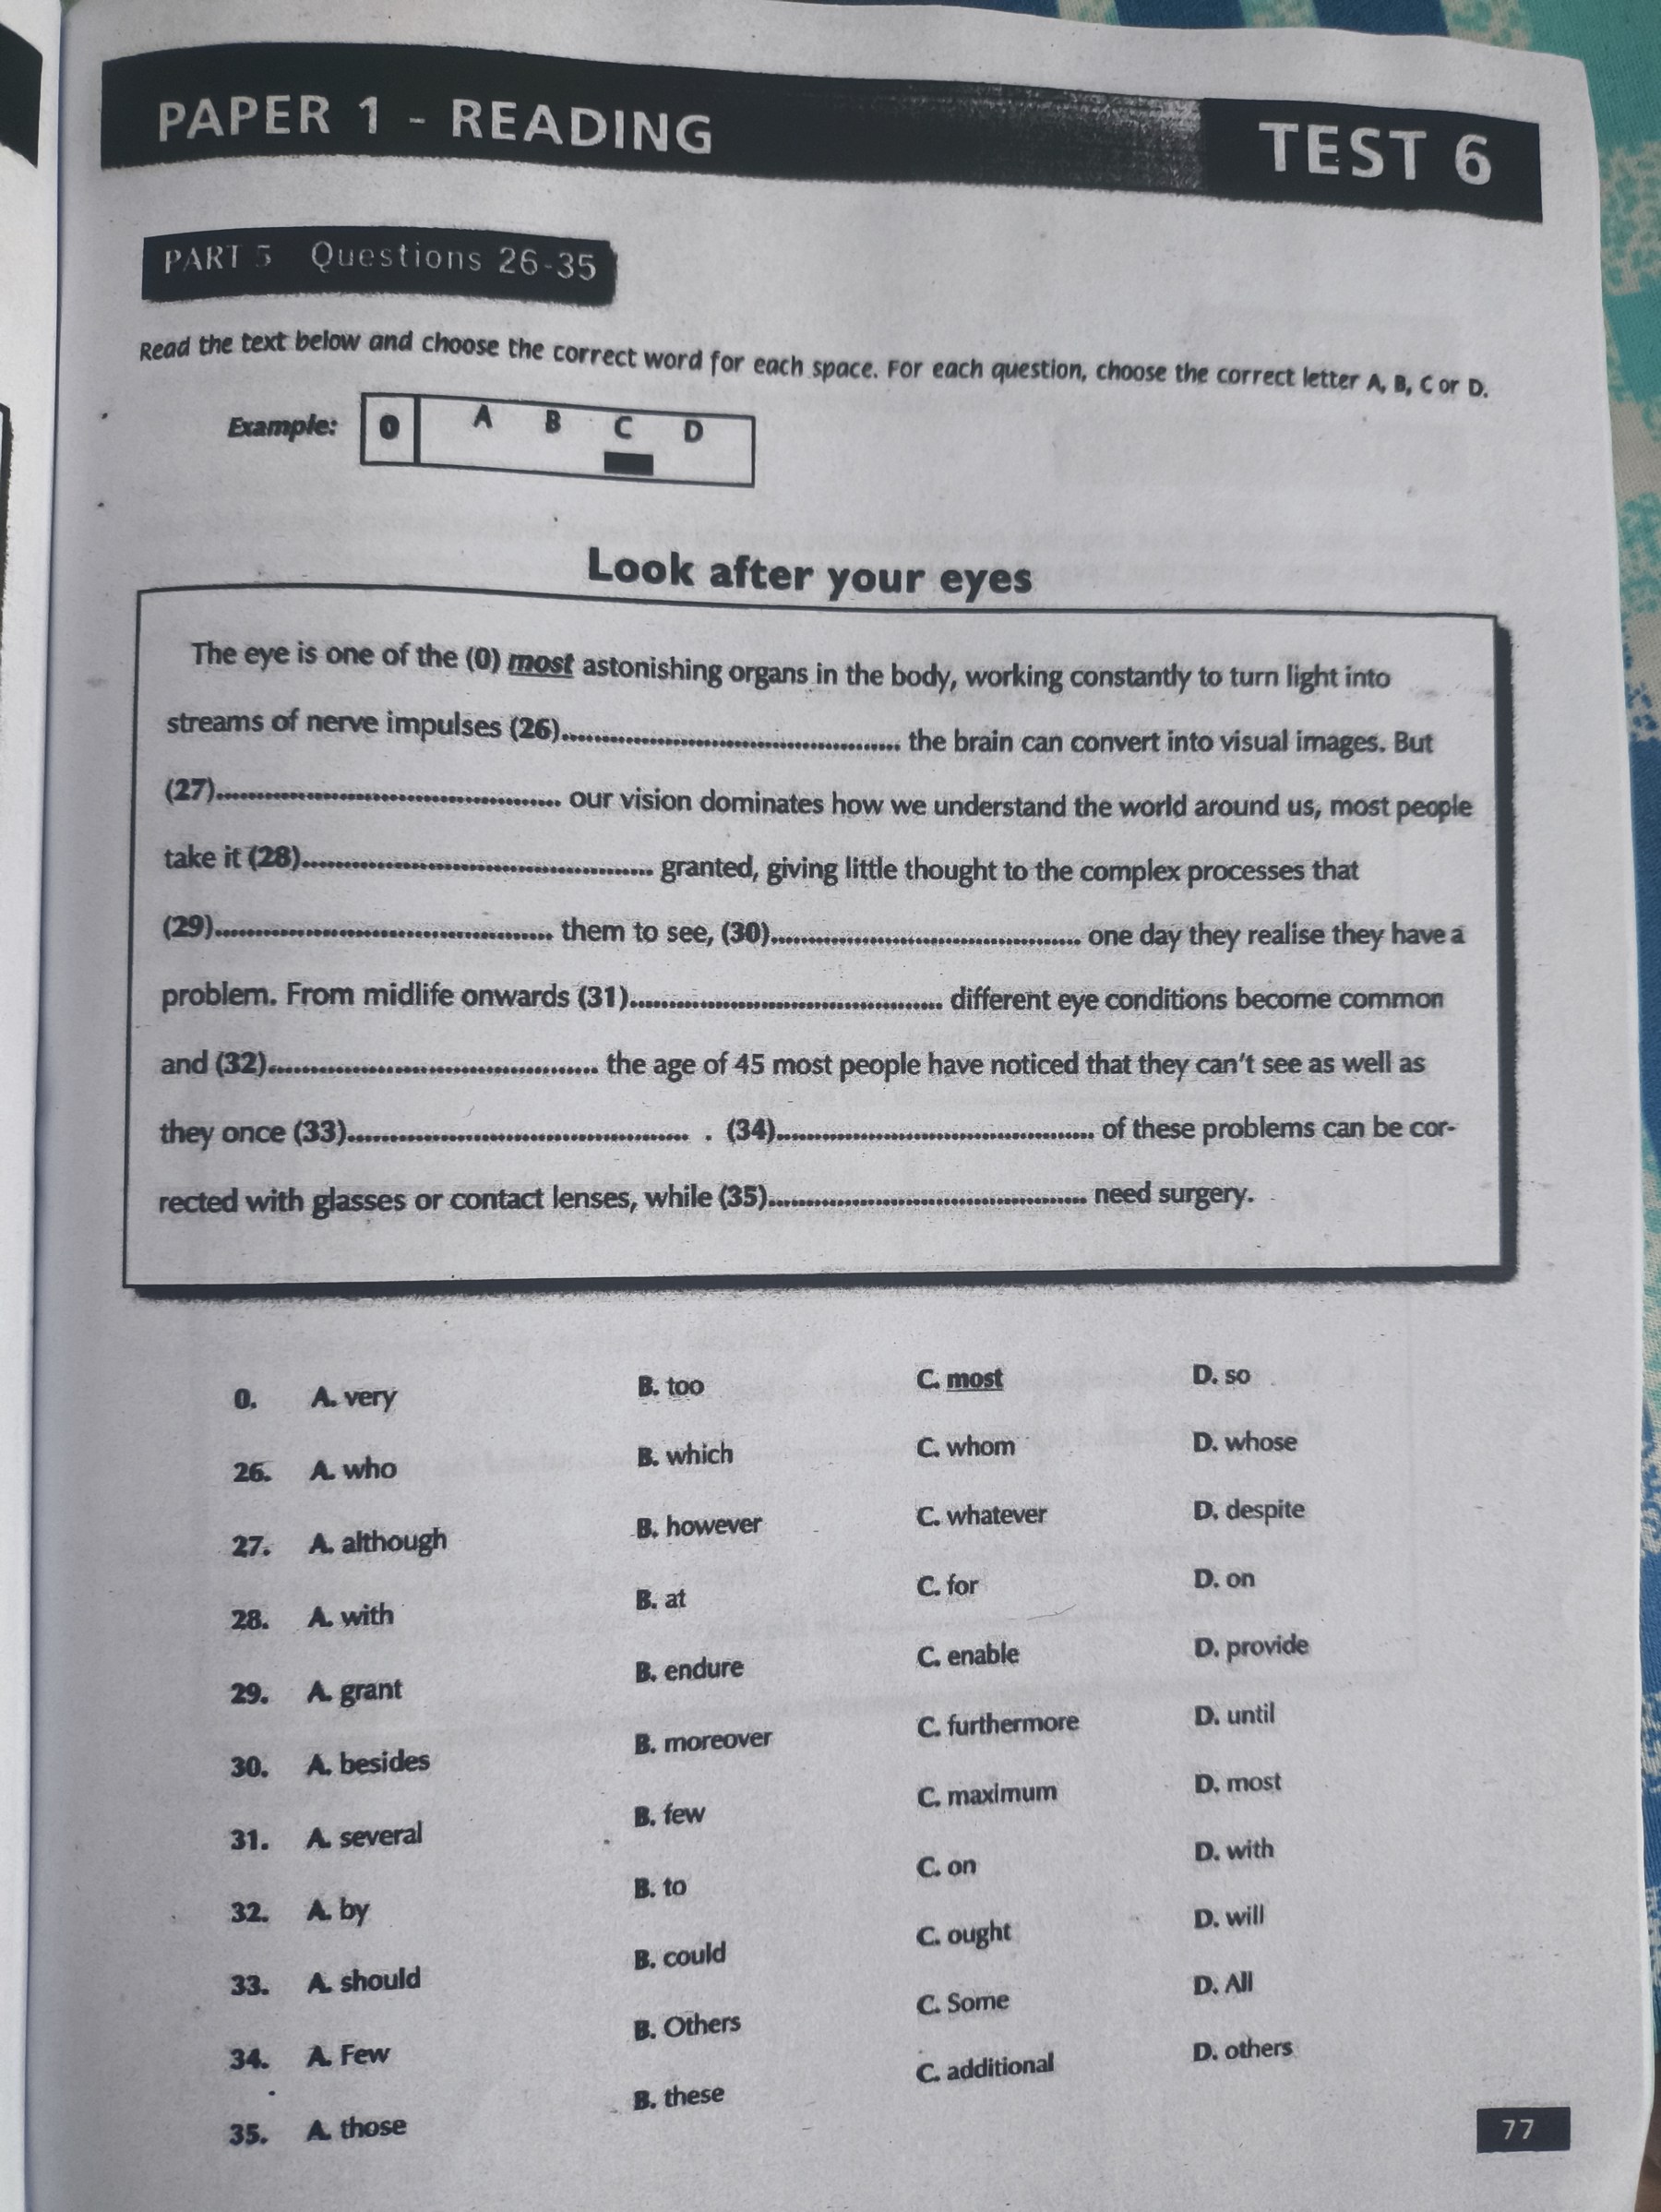 PAPER 1 - READING TEST 6
PART 5 Questions 26-35
Read the text below and choose the correct word for each space. For each question, choose the correct letter A, B, C or D.
Example: 0 A B C D
Look after your eyes
The eye is one of the (0) most astonishing organs in the body, working constantly to turn light into
streams of nerve impulses (26)........................................ the brain can convert into visual images. But
(27)........................................ our vision dominates how we understand the world around us, most people
take it (28)........................................ granted, giving little thought to the complex processes that
(29)........................................ them to see, (30)........................................ one day they realise they have a
problem. From midlife onwards (31)........................................ different eye conditions become common
and (32)........................................ the age of 45 most people have noticed that they can't see as well as
they once (33)........................................ . (34)........................................ of these problems can be cor-
rected with glasses or contact lenses, while (35)........................................ need surgery.
0. A. very B. too C. most D. so
26. A. who B. which C. whom D. whose
27. A. although B. however C. whatever D. despite
28. A. with B. at C. for D. on
29. A. grant B. endure C. enable D. provide
30. A. besides B. moreover C. furthermore D. until
31. A. several B. few C. maximum D. most
32. A. by B. to C. on D. with
33. A. should B. could C. ought D. will
34. A. Few B. Others C. Some D. All
35. A. those B. these C. additional D. others
77